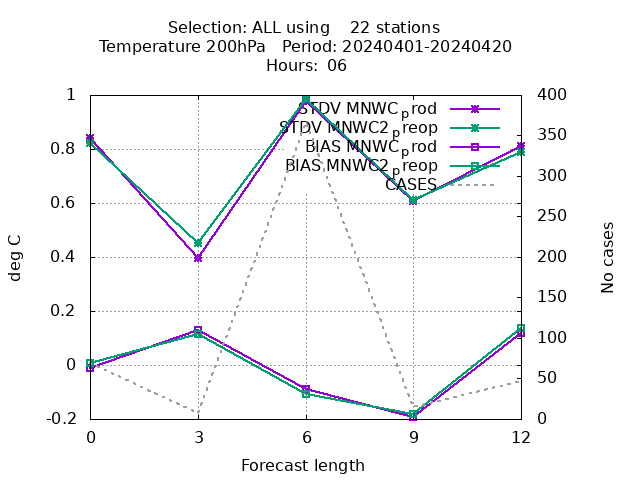 Selection: ALL using 22 stations
Temperature 200hPa Period: 20240401-20240420
Hours: 06
STDV MNWC_prod
STDV MNWC2_preop
BIAS MNWC_prod
BIAS MNWC2_preop
CASES
deg C
1
0.8
0.6
0.4
0.2
0
-0.2
400
350
300
250
200
150
100
50
0
No cases
0 3 6 9 12
Forecast length